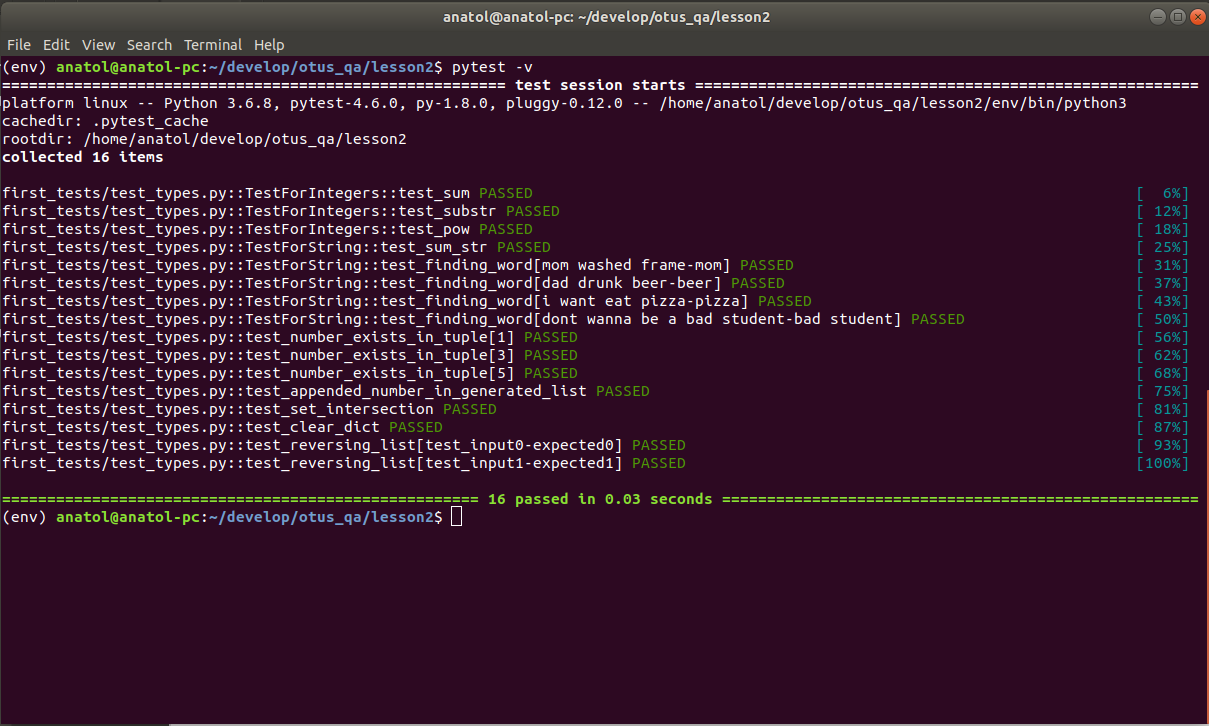 anatol@anatol-pc: ~/develop/otus_qa/lesson2
File Edit View Search Terminal Help
(env) anatol@anatol-pc:~/develop/otus_qa/lesson2$ pytest -v
======================================================== test session starts ========================================================
platform linux -- Python 3.6.8, pytest-4.6.0, py-1.8.0, pluggy-0.12.0 -- /home/anatol/develop/otus_qa/lesson2/env/bin/python3
cachedir: .pytest_cache
rootdir: /home/anatol/develop/otus_qa/lesson2
collected 16 items
first_tests/test_types.py::TestForIntegers::test_sum PASSED [  6%]
first_tests/test_types.py::TestForIntegers::test_substr PASSED [ 12%]
first_tests/test_types.py::TestForIntegers::test_pow PASSED [ 18%]
first_tests/test_types.py::TestForString::test_sum_str PASSED [ 25%]
first_tests/test_types.py::TestForString::test_finding_word[mom washed frame-mom] PASSED [ 31%]
first_tests/test_types.py::TestForString::test_finding_word[dad drunk beer-beer] PASSED [ 37%]
first_tests/test_types.py::TestForString::test_finding_word[i want eat pizza-pizza] PASSED [ 43%]
first_tests/test_types.py::TestForString::test_finding_word[dont wanna be a bad student-bad student] PASSED [ 50%]
first_tests/test_types.py::test_number_exists_in_tuple[1] PASSED [ 56%]
first_tests/test_types.py::test_number_exists_in_tuple[3] PASSED [ 62%]
first_tests/test_types.py::test_number_exists_in_tuple[5] PASSED [ 68%]
first_tests/test_types.py::test_appended_number_in_generated_list PASSED [ 75%]
first_tests/test_types.py::test_set_intersection PASSED [ 81%]
first_tests/test_types.py::test_clear_dict PASSED [ 87%]
first_tests/test_types.py::test_reversing_list[test_input0-expected0] PASSED [ 93%]
first_tests/test_types.py::test_reversing_list[test_input1-expected1] PASSED [100%]
===================================================== 16 passed in 0.03 seconds =====================================================
(env) anatol@anatol-pc:~/develop/otus_qa/lesson2$